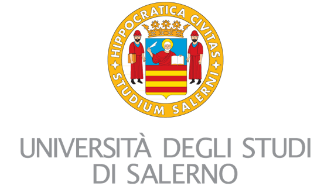 HIPPOCRATICA CIVITAS
STUDIUM SALERNI
UNIVERSITÀ DEGLI STUDI
DI SALERNO